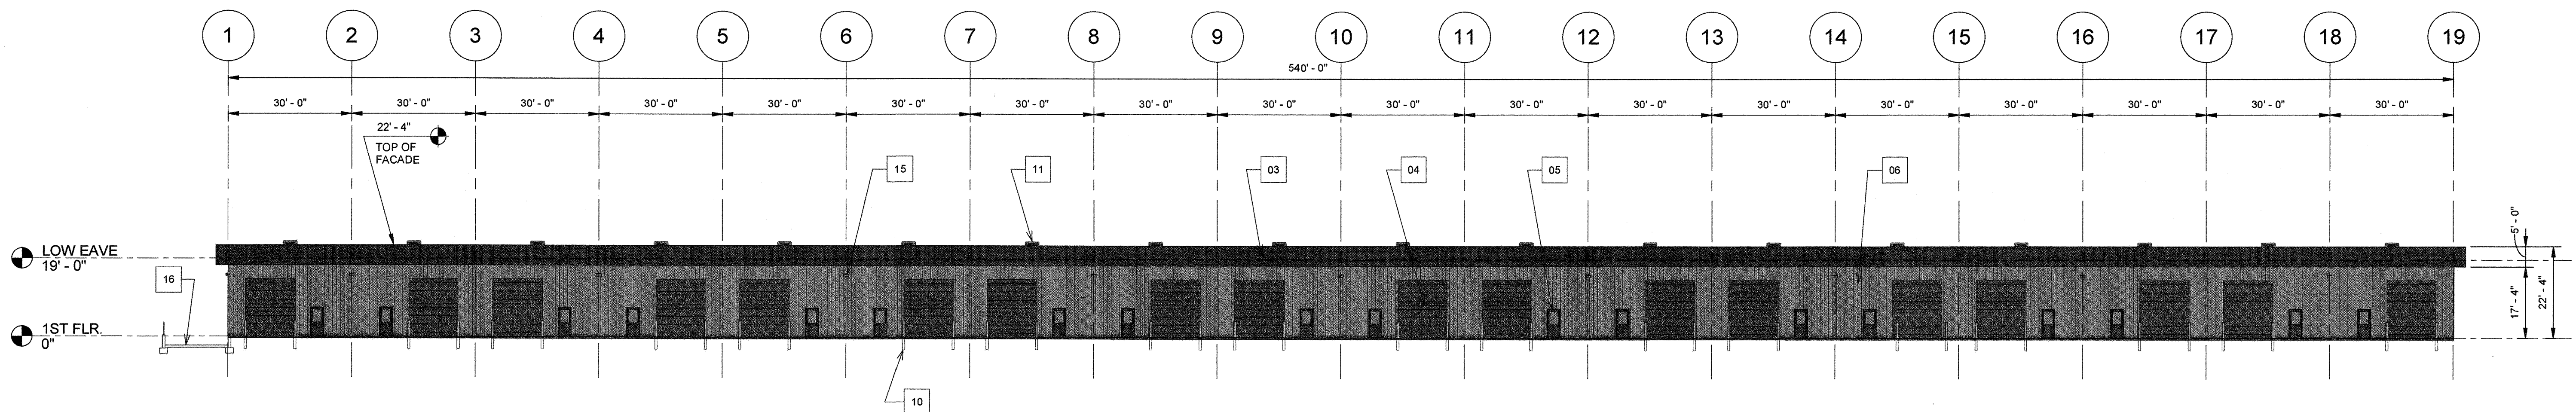 1 2 3 4 5 6 7 8 9 10 11 12 13 14 15 16 17 18 19
540' - 0"
30' - 0" 30' - 0" 30' - 0" 30' - 0" 30' - 0" 30' - 0" 30' - 0" 30' - 0" 30' - 0" 30' - 0" 30' - 0" 30' - 0" 30' - 0" 30' - 0" 30' - 0" 30' - 0" 30' - 0" 30' - 0"
22' - 4"
TOP OF
FACADE
15 11 03 04 05 06
LOW EAVE
19' - 0"
5' - 0"
16
17' - 4"
22' - 4"
1ST FLR.
0"
10